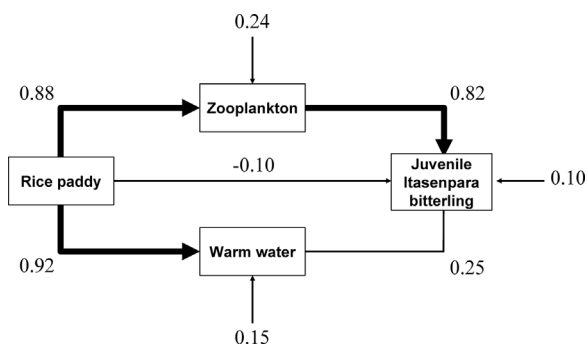 0.24
0.88
Zooplankton
0.82
Rice paddy
-0.10
Juvenile
Itasenpara
bitterling
0.10
0.92
Warm water
0.25
0.15